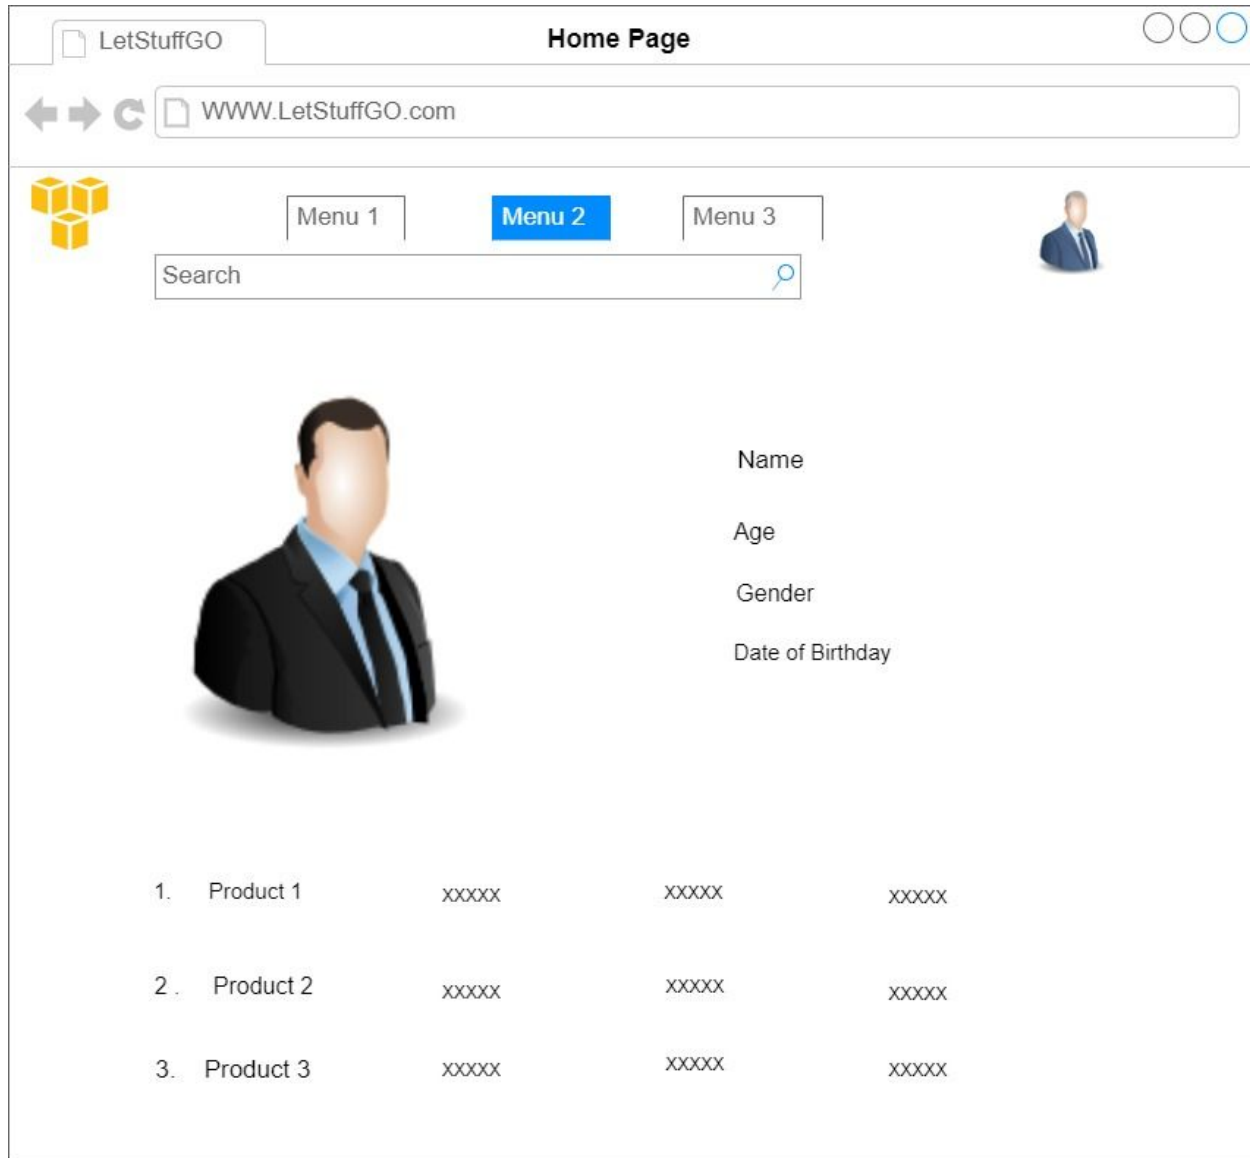 LetStuffGO
Home Page
WWW.LetStuffGO.com
Menu 1
Menu 2
Menu 3
Search
Name
Age
Gender
Date of Birthday
1. Product 1 xxxxx xxxxx xxxxx
2 . Product 2 xxxxx xxxxx xxxxx
3. Product 3 xxxxx xxxxx xxxxx